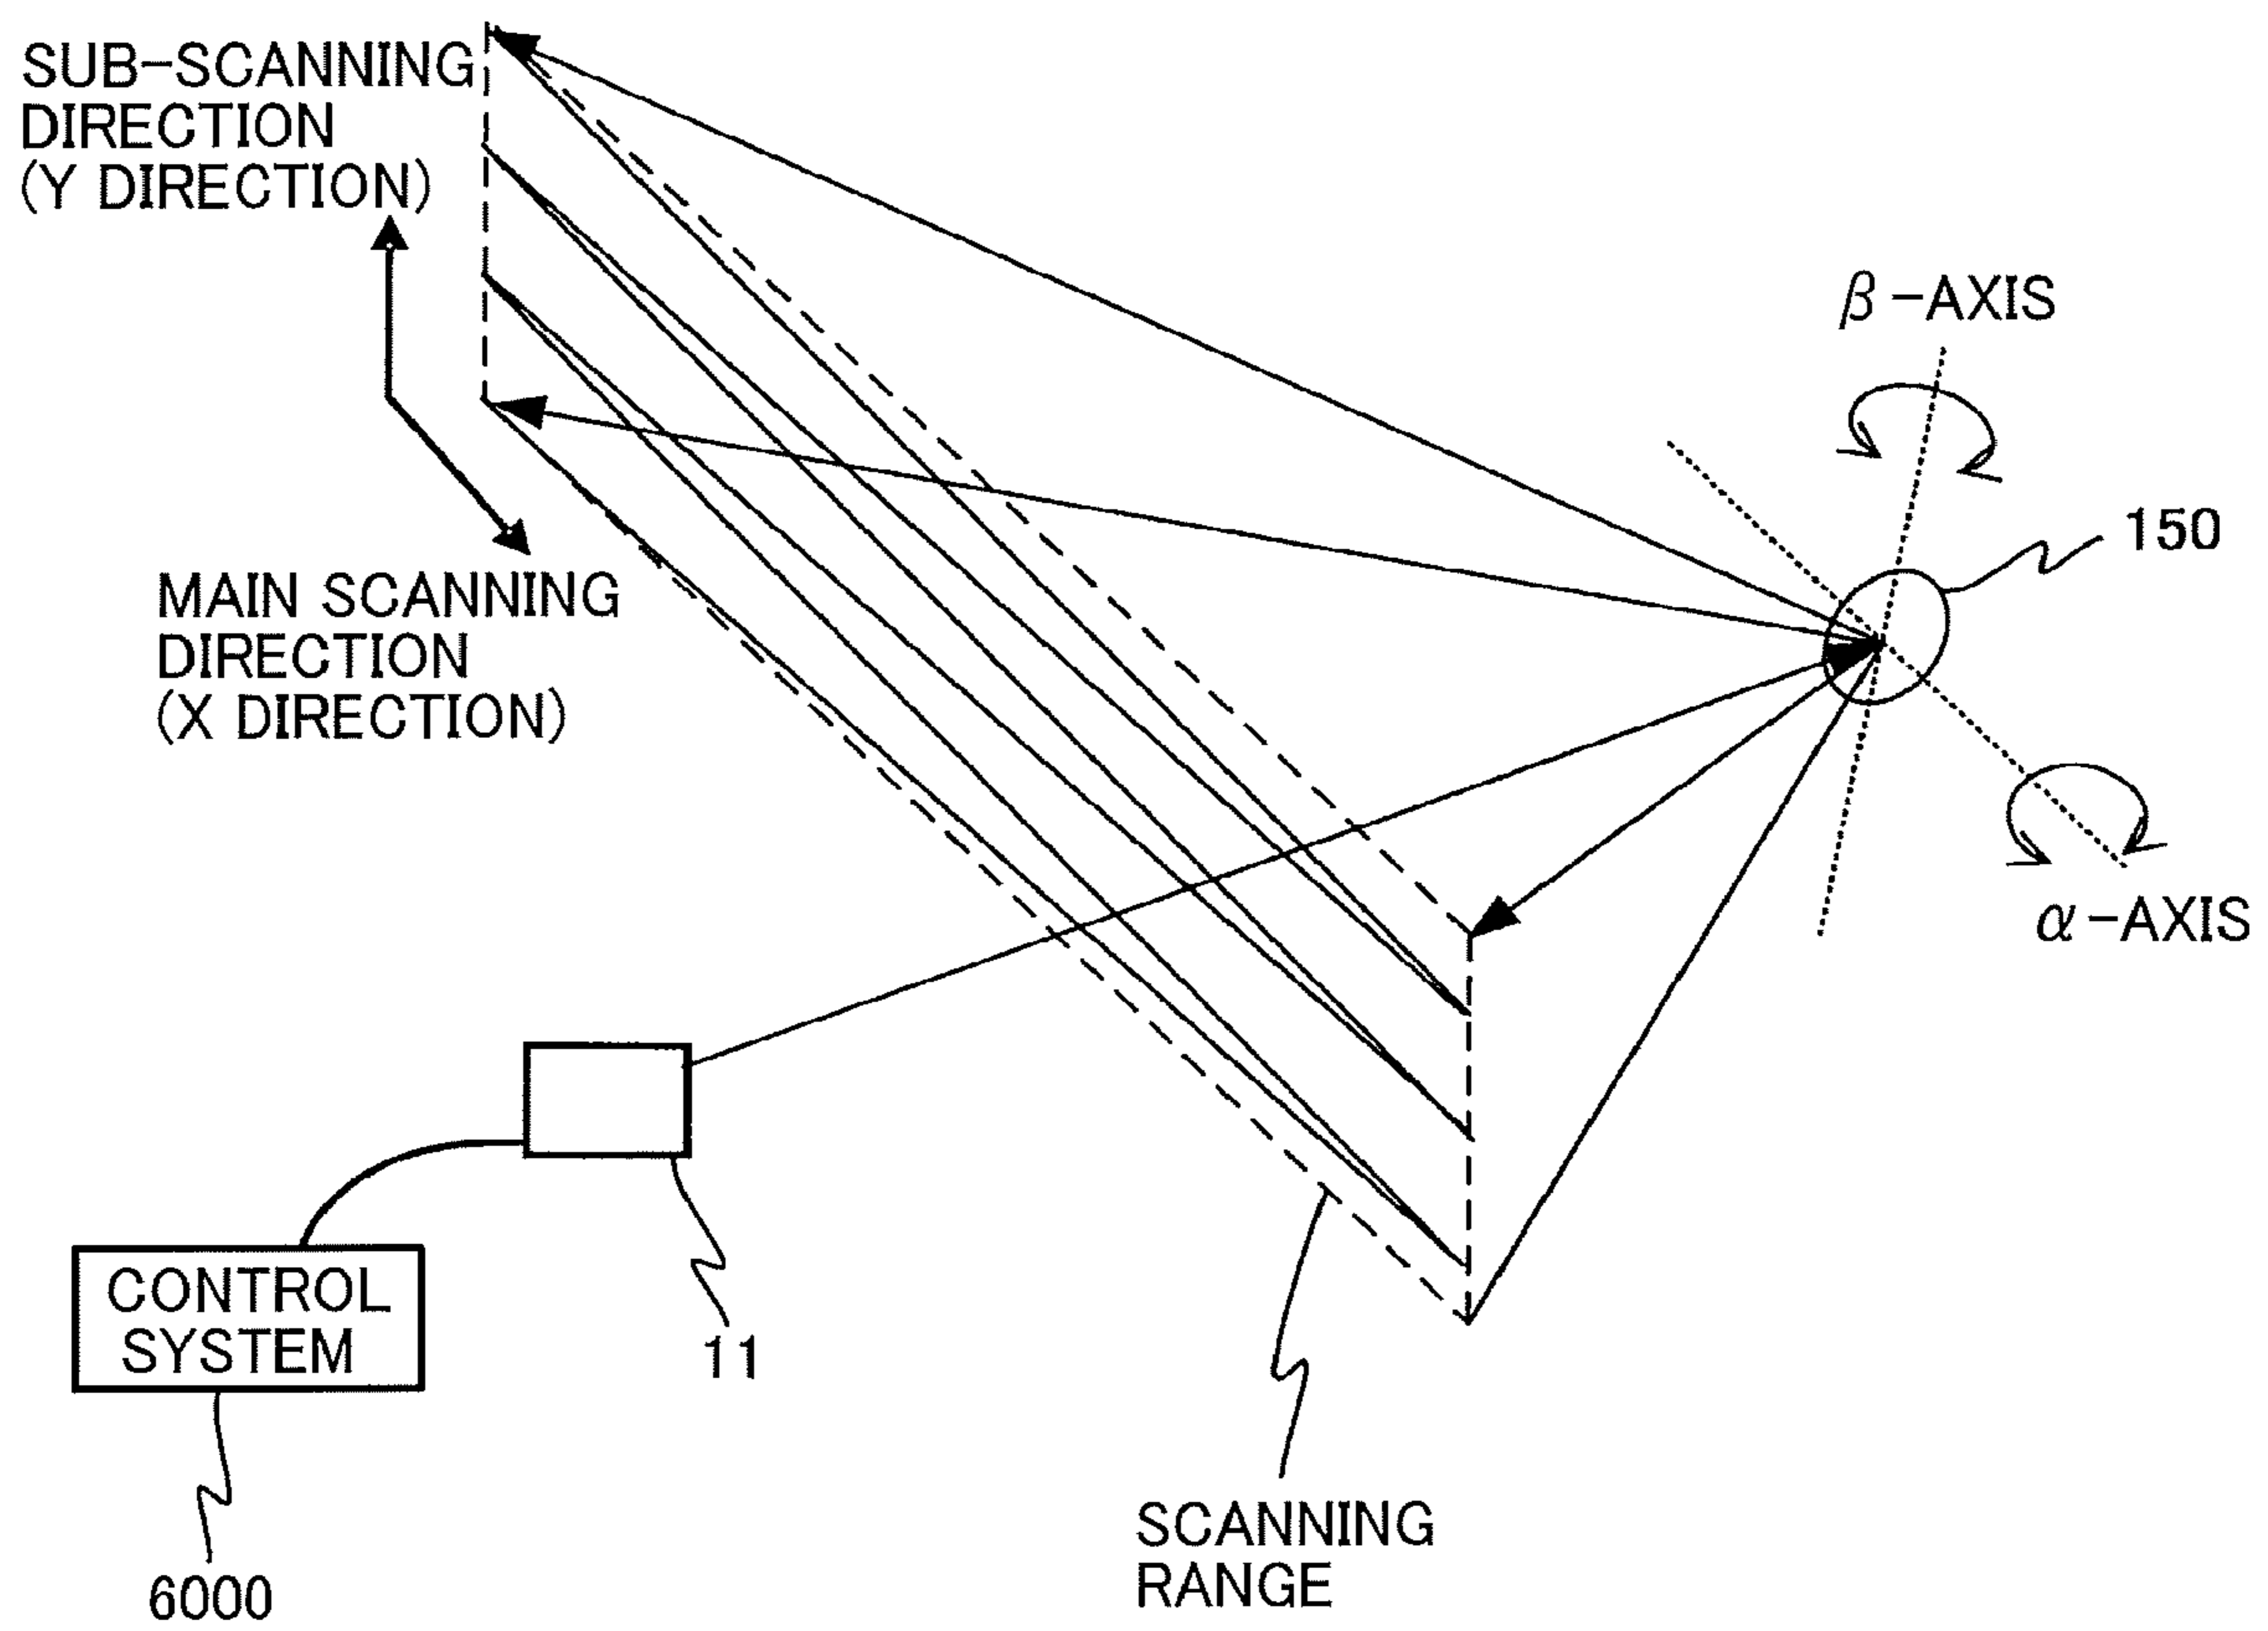 SUB-SCANNING
DIRECTION
(Y DIRECTION)
β-AXIS
150
MAIN SCANNING
DIRECTION
(X DIRECTION)
α-AXIS
CONTROL
SYSTEM
11
SCANNING
RANGE
6000